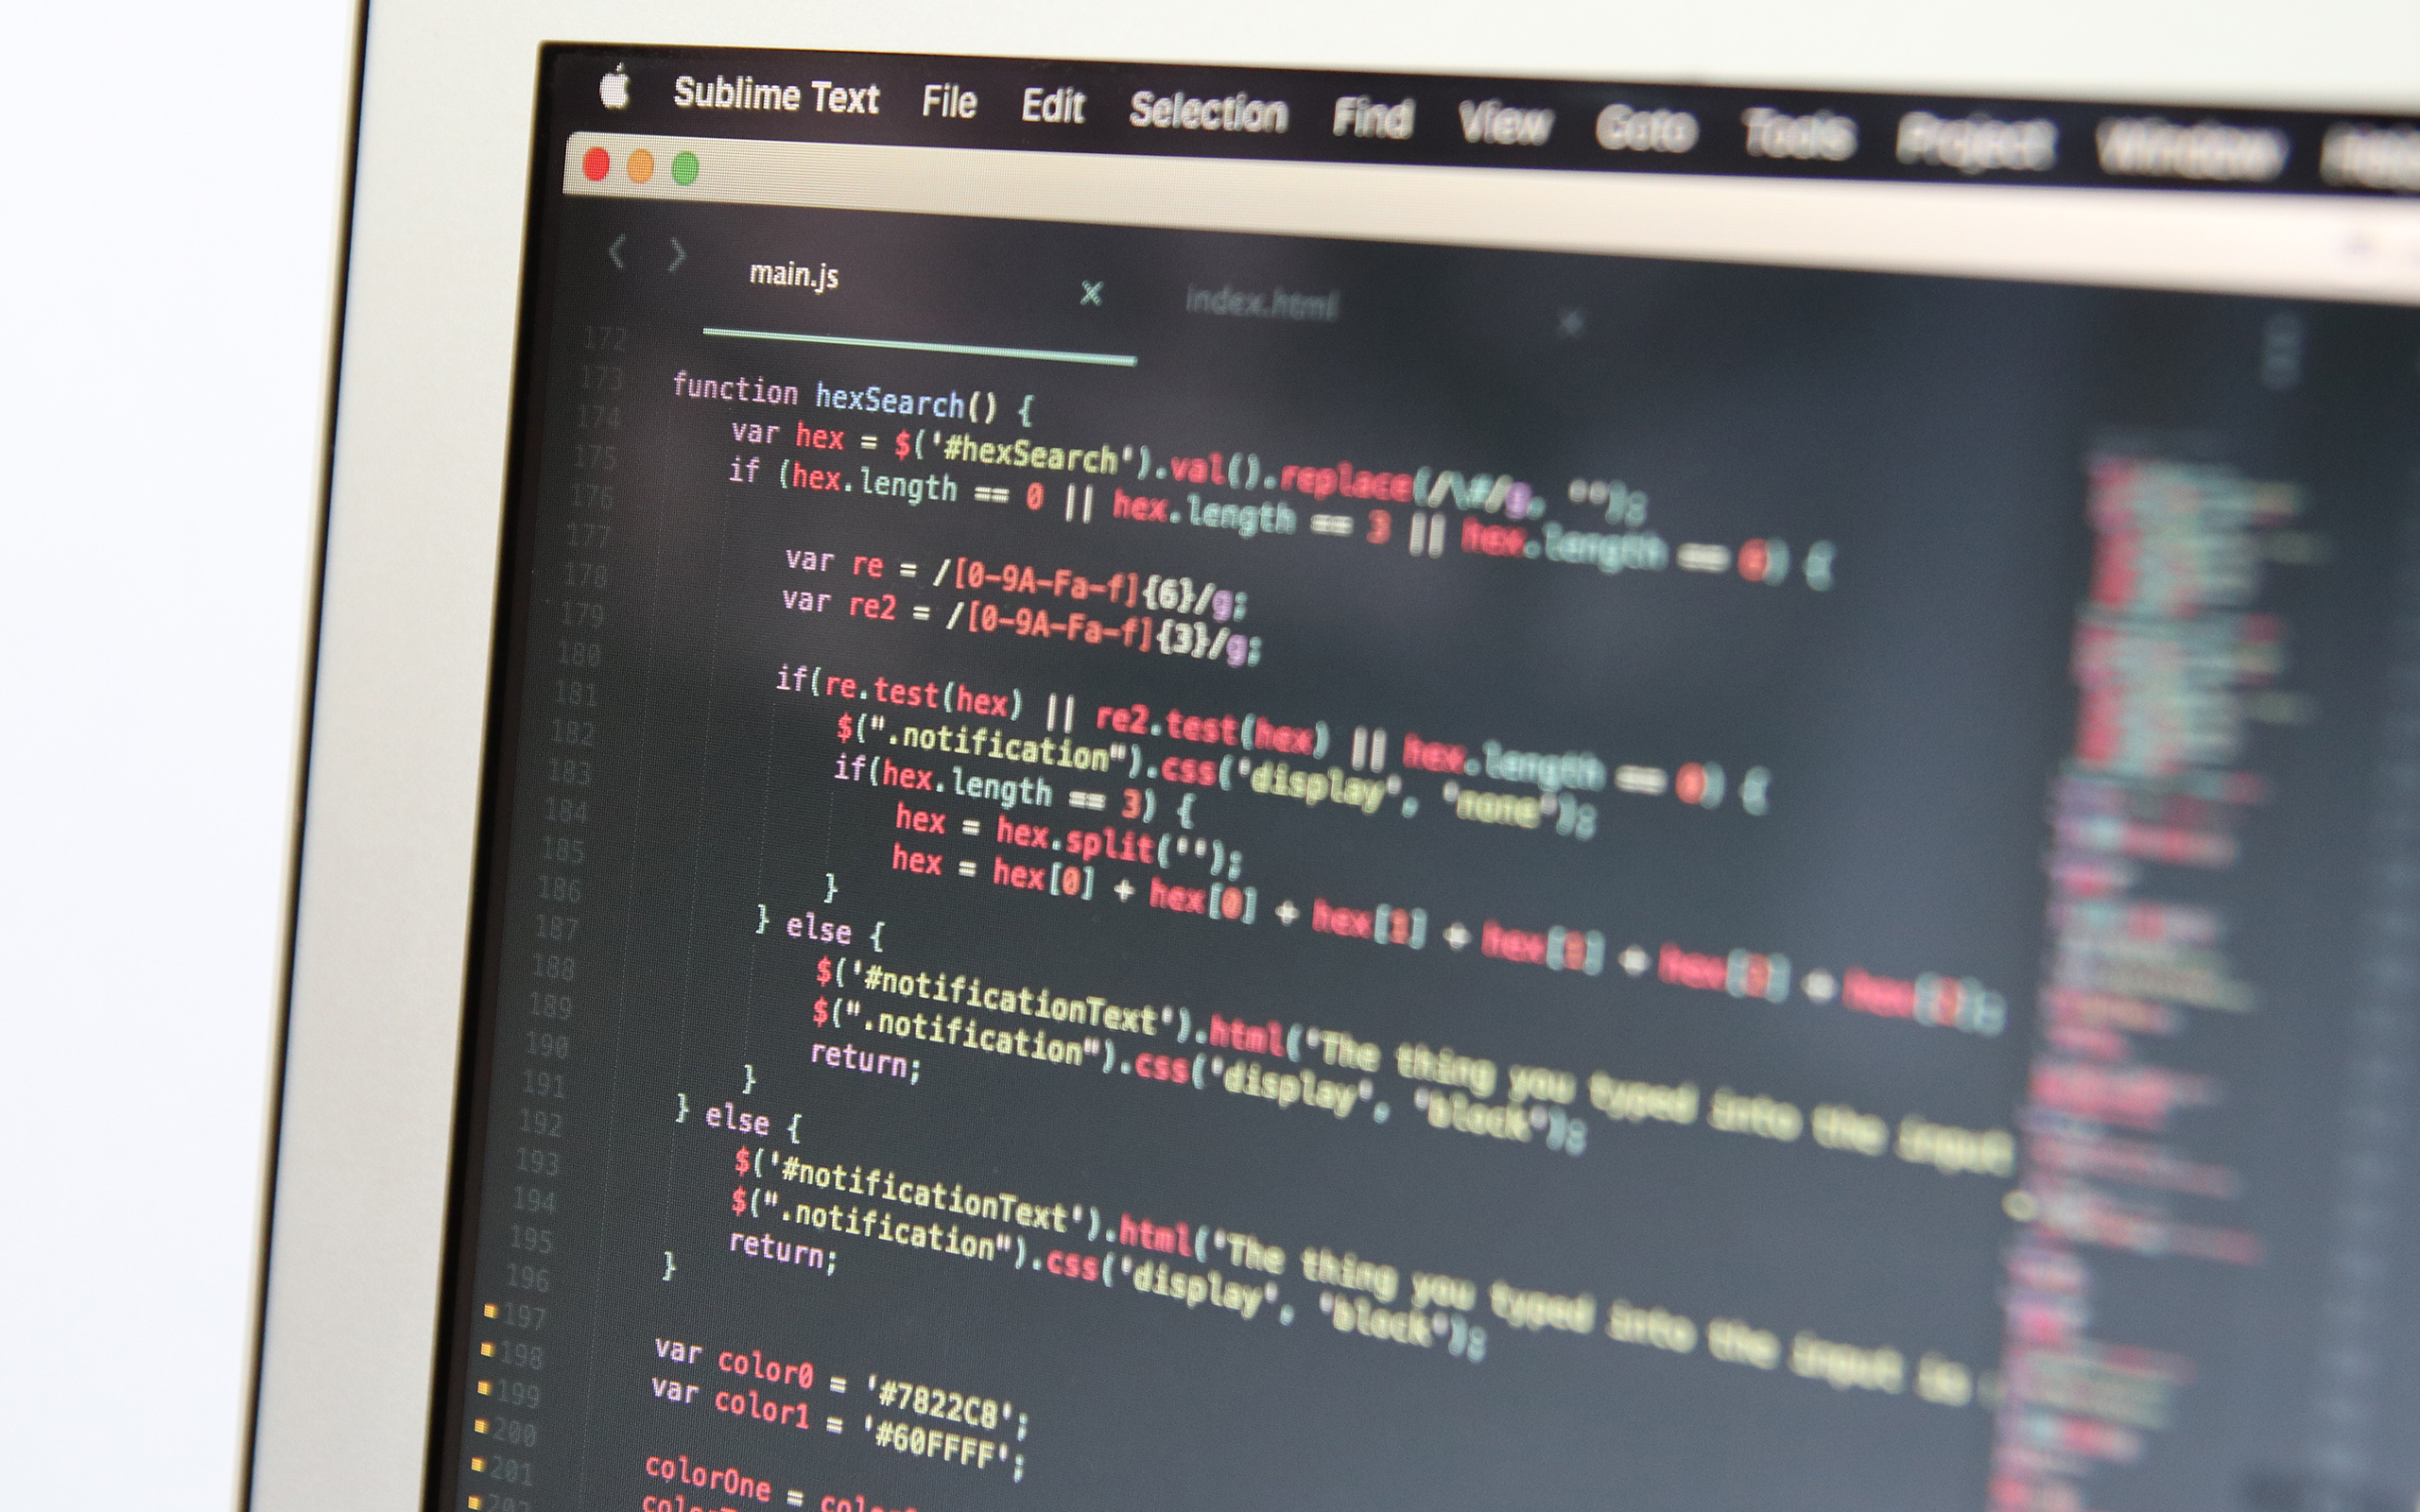 Sublime Text File Edit Selection Find View Goto Tools Project Window Help
main.js index.html
172
173 function hexSearch() {
174 var hex = $('#hexSearch').val().replace(/\#/g, '');
175 if (hex.length == 0 || hex.length == 3 || hex.length == 6) {
176
177 var re = /[0-9A-Fa-f]{6}/g;
178 var re2 = /[0-9A-Fa-f]{3}/g;
179
180 if(re.test(hex) || re2.test(hex) || hex.length == 0) {
181 $(".notification").css('display', 'none');
182 if(hex.length == 3) {
183 hex = hex.split('');
184 hex = hex[0] + hex[0] + hex[1] + hex[1] + hex[2] + hex[2];
185 }
186 } else {
187 $('#notificationText').html('The thing you typed into the input
188 $(".notification").css('display', 'block');
189 return;
190 }
191 } else {
192 $('#notificationText').html('The thing you typed into the input is
193 $(".notification").css('display', 'block');
194 return;
195 }
196
197 var color0 = '#7822C8';
198 var color1 = '#60FFFF';
199
200 colorOne =
201
202